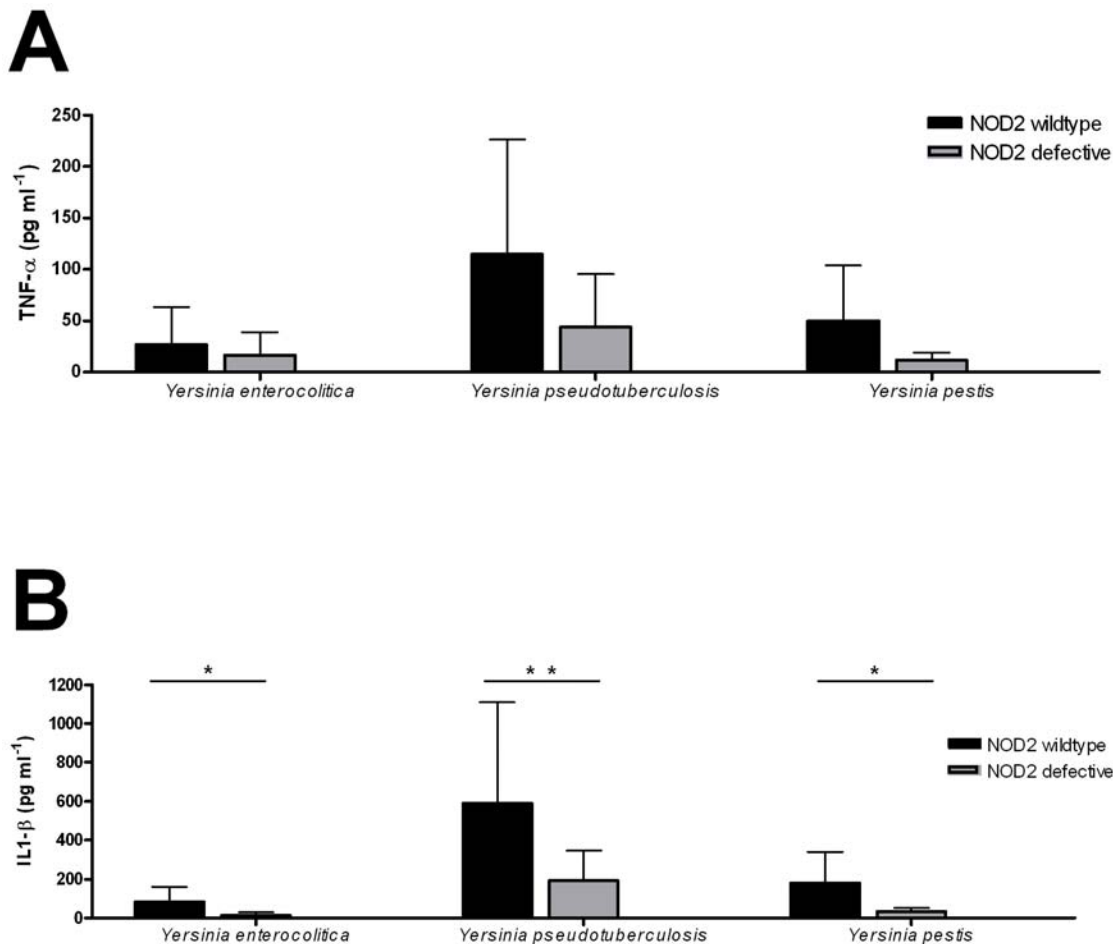 A
250
200
150
100
50
0
TNF-α (pg ml⁻¹)
NOD2 wildtype
NOD2 defective
Yersinia enterocolitica Yersinia pseudotuberculosis Yersinia pestis
B
* * * *
1200
1000
800
600
400
200
0
IL1-β (pg ml⁻¹)
NOD2 wildtype
NOD2 defective
Yersinia enterocolitica Yersinia pseudotuberculosis Yersinia pestis